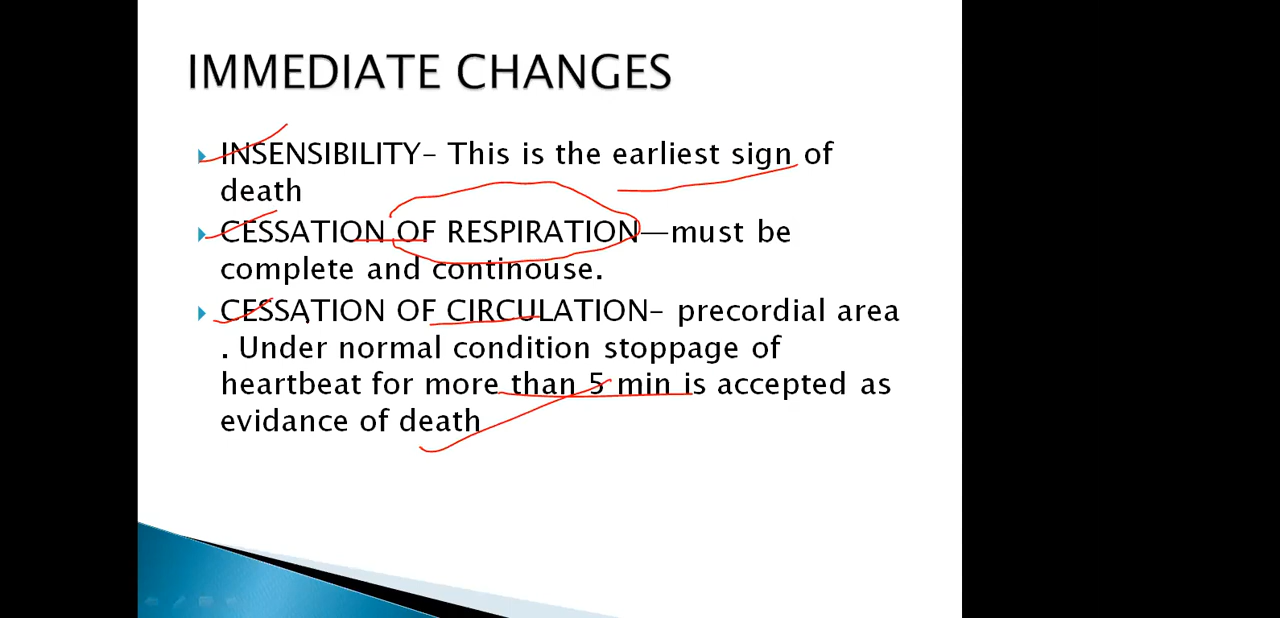 IMMEDIATE CHANGES
INSENSIBILITY– This is the earliest sign of
death
CESSATION OF RESPIRATION—must be
complete and continouse.
CESSATION OF CIRCULATION– precordial area
. Under normal condition stoppage of
heartbeat for more than 5 min is accepted as
evidance of death